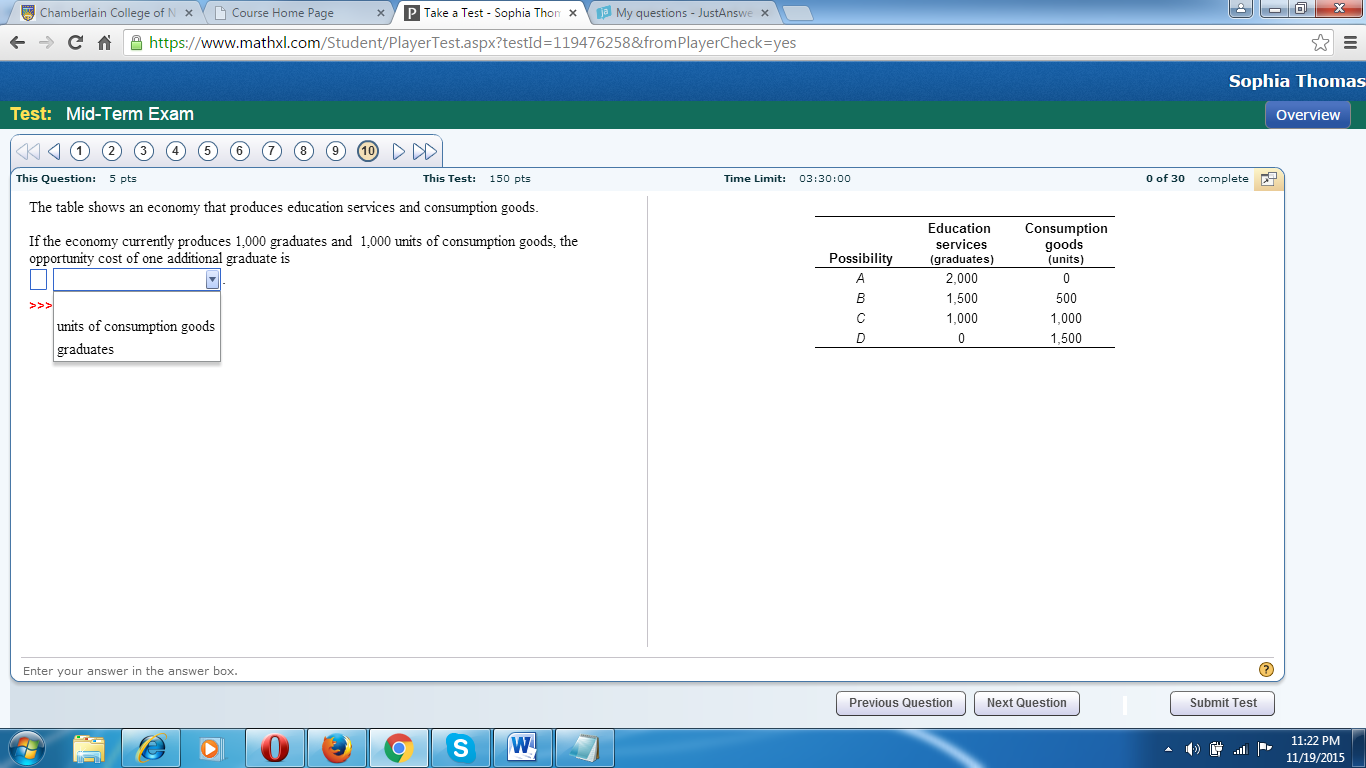 Chamberlain College of N
Course Home Page
Take a Test - Sophia Thom
My questions - JustAnswe
https://www.mathxl.com/Student/PlayerTest.aspx?testId=119476258&fromPlayerCheck=yes
Sophia Thomas
Test: Mid-Term Exam
Overview
1 2 3 4 5 6 7 8 9 10
This Question: 5 pts
This Test: 150 pts
Time Limit: 03:30:00
0 of 30 complete
The table shows an economy that produces education services and consumption goods.
If the economy currently produces 1,000 graduates and 1,000 units of consumption goods, the
opportunity cost of one additional graduate is
.
>>>
units of consumption goods
graduates
Education Consumption
services goods
Possibility (graduates) (units)
A 2,000 0
B 1,500 500
C 1,000 1,000
D 0 1,500
Enter your answer in the answer box.
?
Previous Question
Next Question
Submit Test
11:22 PM
11/19/2015